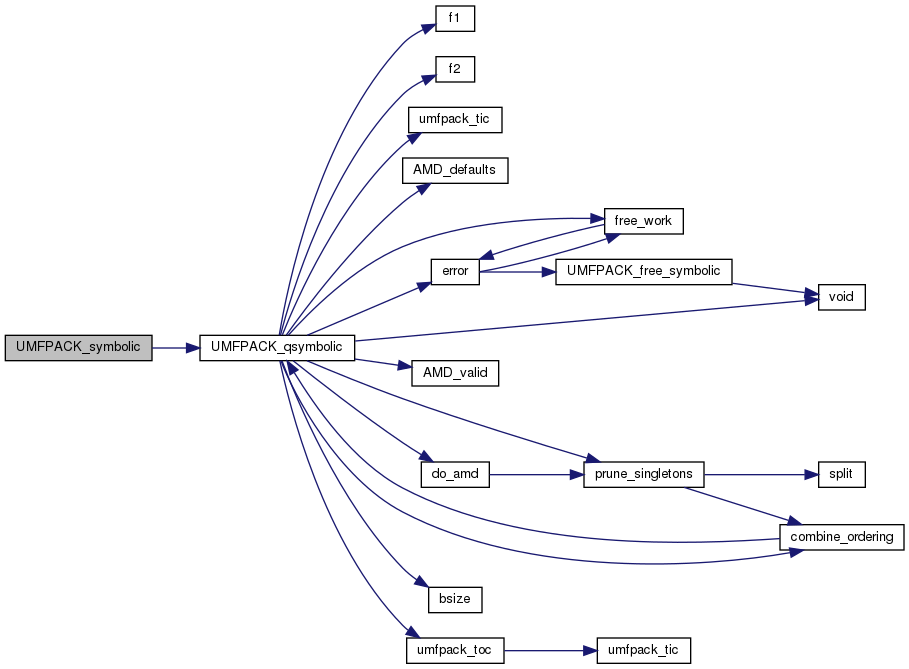 f1
f2
umfpack_tic
AMD_defaults
free_work
error
UMFPACK_free_symbolic
void
UMFPACK_symbolic
UMFPACK_qsymbolic
AMD_valid
do_amd
prune_singletons
split
combine_ordering
bsize
umfpack_toc
umfpack_tic